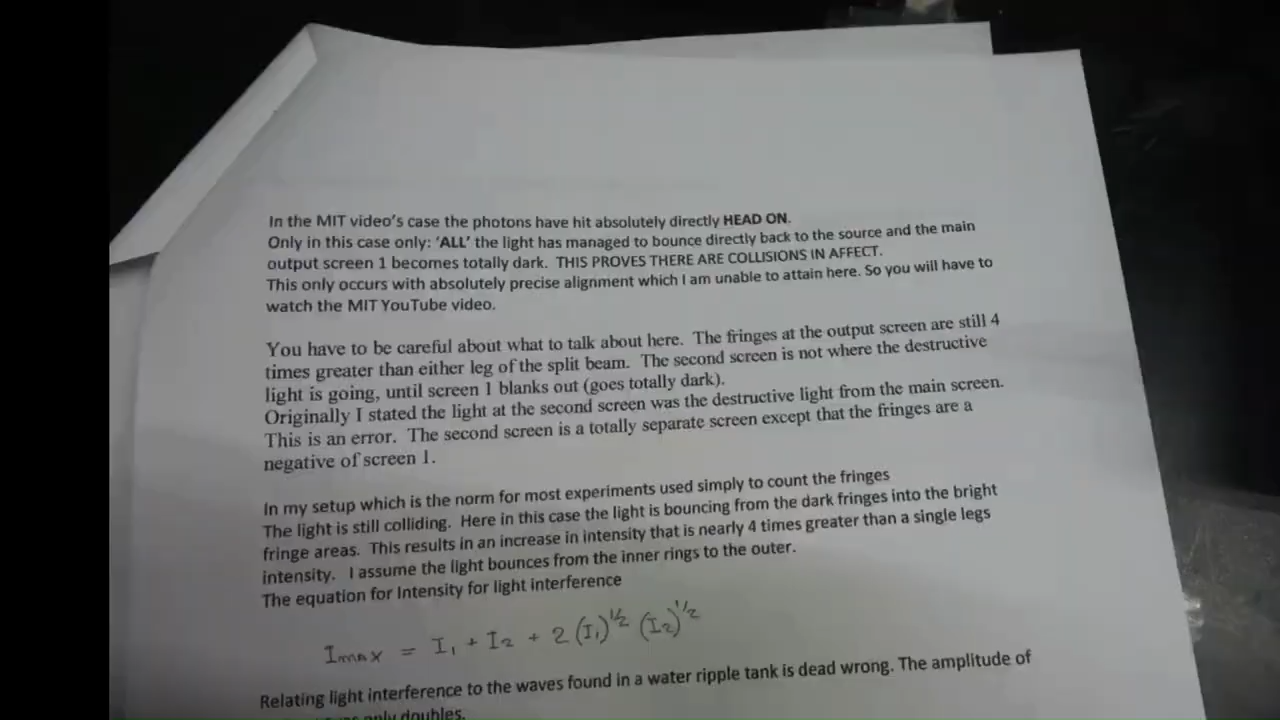 In the MIT video's case the photons have hit absolutely directly HEAD ON.
Only in this case only: 'ALL' the light has managed to bounce directly back to the source and the main
output screen 1 becomes totally dark. THIS PROVES THERE ARE COLLISIONS IN AFFECT.
This only occurs with absolutely precise alignment which I am unable to attain here. So you will have to
watch the MIT YouTube video.
You have to be careful about what to talk about here. The fringes at the output screen are still 4
times greater than either leg of the split beam. The second screen is not where the destructive
light is going, until screen 1 blanks out (goes totally dark).
Originally I stated the light at the second screen was the destructive light from the main screen.
This is an error. The second screen is a totally separate screen except that the fringes are a
negative of screen 1.
In my setup which is the norm for most experiments used simply to count the fringes
The light is still colliding. Here in this case the light is bouncing from the dark fringes into the bright
fringe areas. This results in an increase in intensity that is nearly 4 times greater than a single legs
intensity. I assume the light bounces from the inner rings to the outer.
The equation for Intensity for light interference
Imax = I₁ + I₂ + 2 (I₁)^1/2 (I₂)^1/2
Relating light interference to the waves found in a water ripple tank is dead wrong. The amplitude of
only doubles.